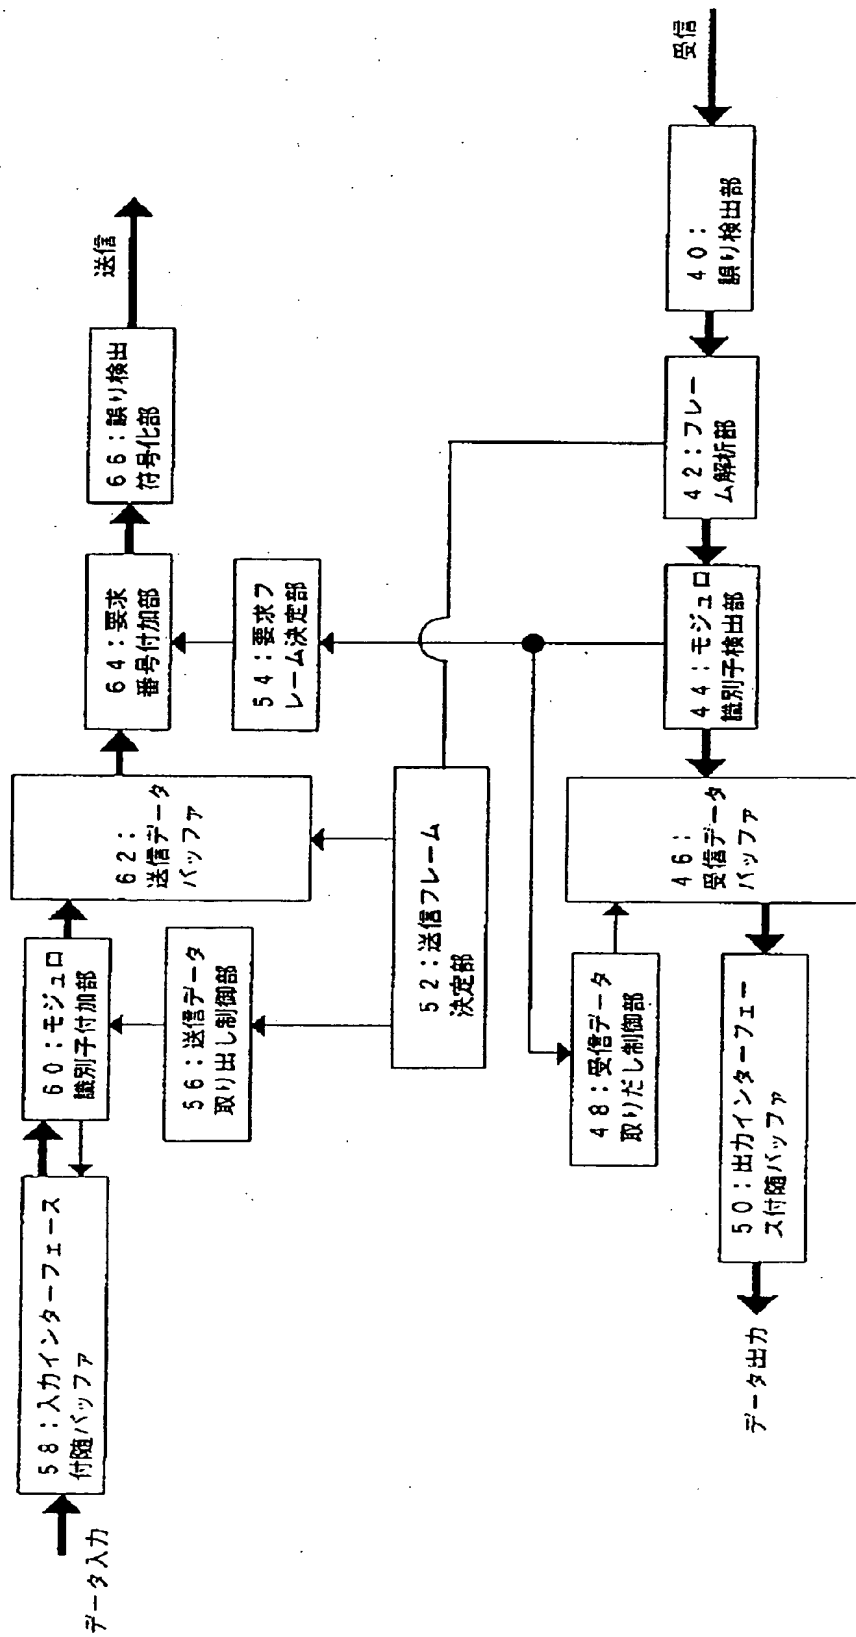 データ入力
58:入力インターフェース
付随バッファ
60:モジュロ
識別子付加部
62:
送信データ
バッファ
64:要求
番号付加部
66:誤り検出
符号化部
送信
56:送信データ
取り出し制御部
54:要求フ
レーム決定部
52:送信フレーム
決定部
受信
40:
誤り検出部
42:フレー
ム解析部
44:モジュロ
識別子検出部
46:
受信データ
バッファ
48:受信データ
取りだし制御部
50:出力インターフェー
ス付随バッファ
データ出力